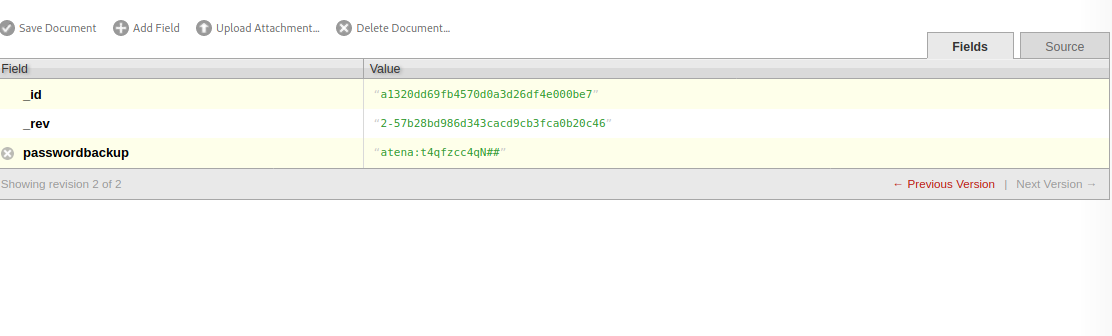 Save Document Add Field Upload Attachment... Delete Document...
Fields Source
Field Value
_id "a1320dd69fb4570d0a3d26df4e000be7"
_rev "2-57b28bd986d343cacd9cb3fca0b20c46"
passwordbackup "atena:t4qfzcc4qN##"
Showing revision 2 of 2 ← Previous Version | Next Version →